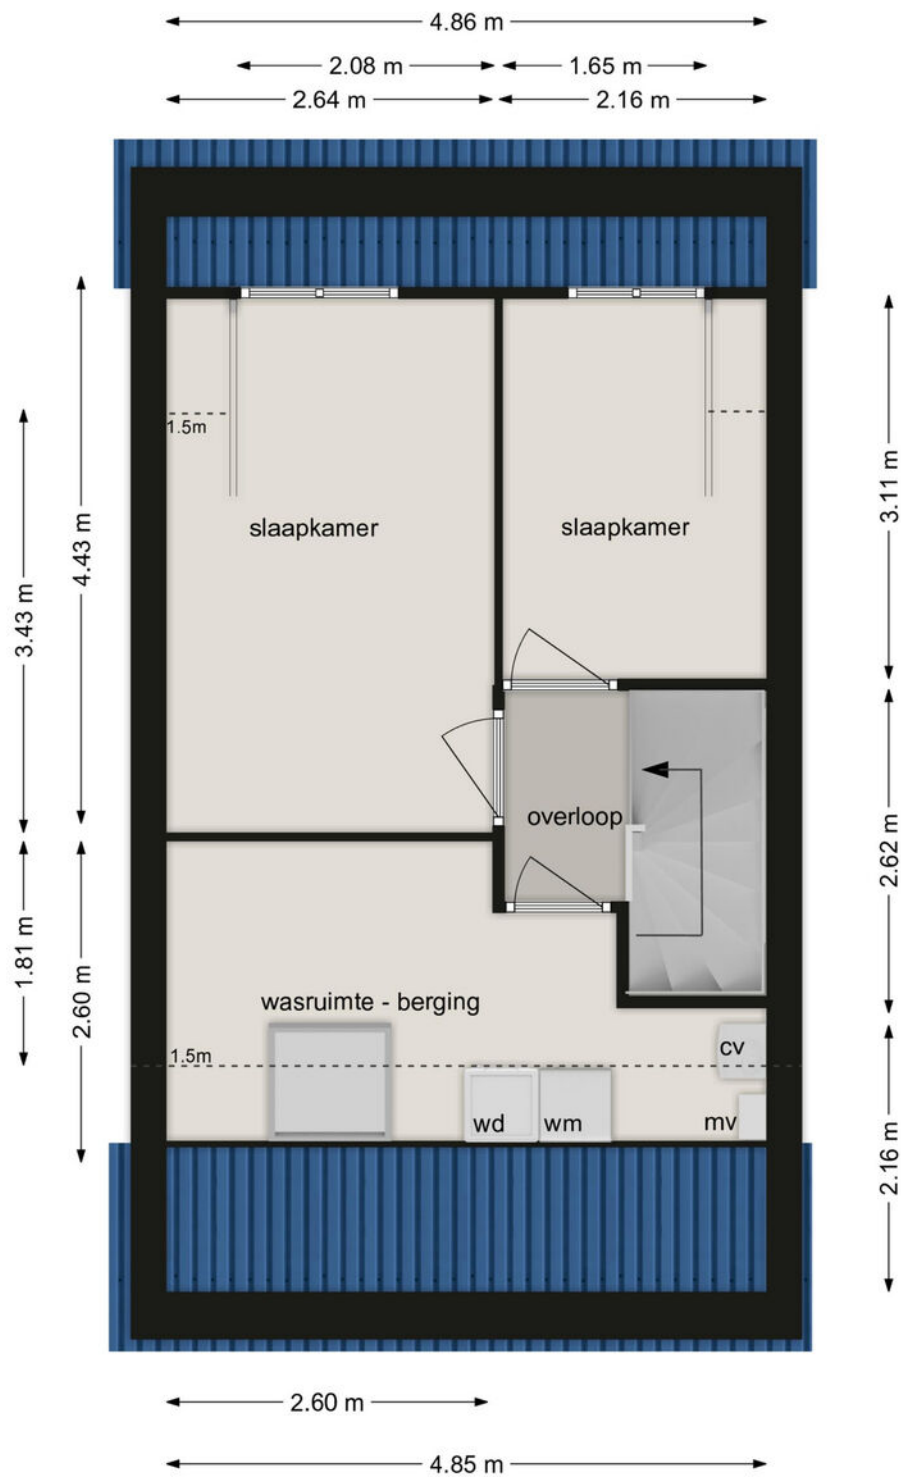 4.86 m
2.08 m
1.65 m
2.64 m
2.16 m
1.5m
4.43 m
3.43 m
3.11 m
slaapkamer
slaapkamer
overloop
2.62 m
1.81 m
2.60 m
wasruimte - berging
1.5m
cv
wd
wm
mv
2.16 m
2.60 m
4.85 m